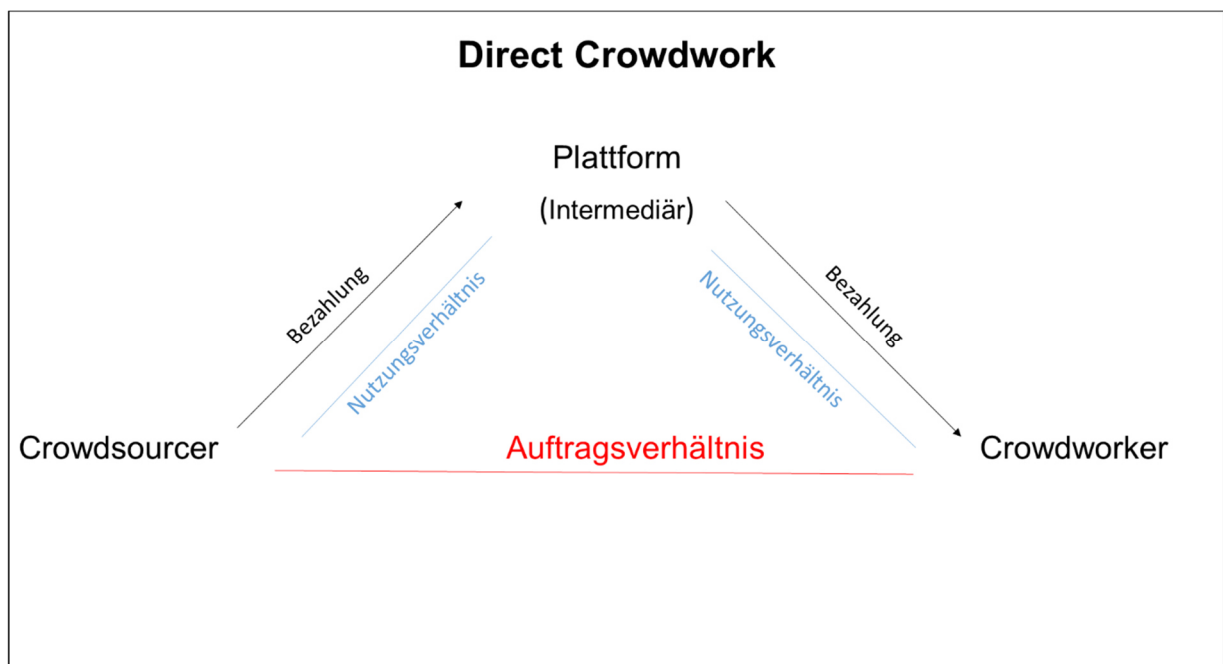 Direct Crowdwork
Plattform
(Intermediär)
Bezahlung
Nutzungsverhältnis
Nutzungsverhältnis
Bezahlung
Crowdsourcer
Auftragsverhältnis
Crowdworker